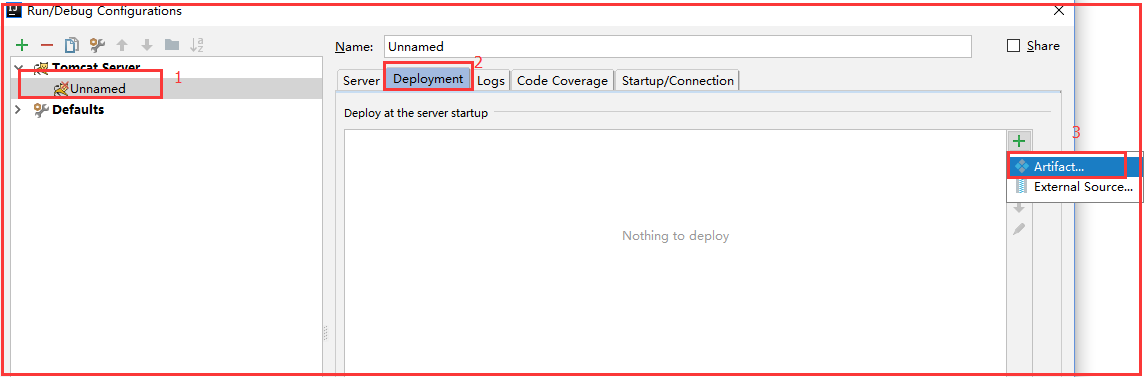 Run/Debug Configurations
Name: Unnamed
Share
Tomcat Server
1
Unnamed
Defaults
2
Server Deployment Logs Code Coverage Startup/Connection
Deploy at the server startup
3
Artifact...
External Source...
Nothing to deploy